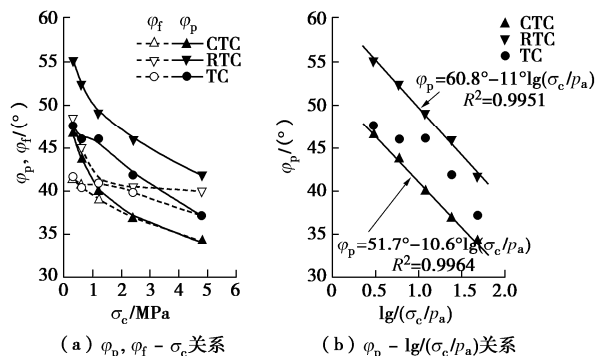 60
55
50
45
40
35
30
φp, φf/(°)
φf φp
CTC
RTC
TC
0 1 2 3 4 5 6
σc/MPa
(a) φp, φf - σc关系
60
55
50
45
40
35
30
φp/(°)
CTC
RTC
TC
φp=60.8°-11°lg(σc/pa)
R²=0.9951
φp=51.7°-10.6°lg(σc/pa)
R²=0.9964
0 0.5 1.0 1.5 2.0
lg/(σc/pa)
(b) φp - lg/(σc/pa)关系